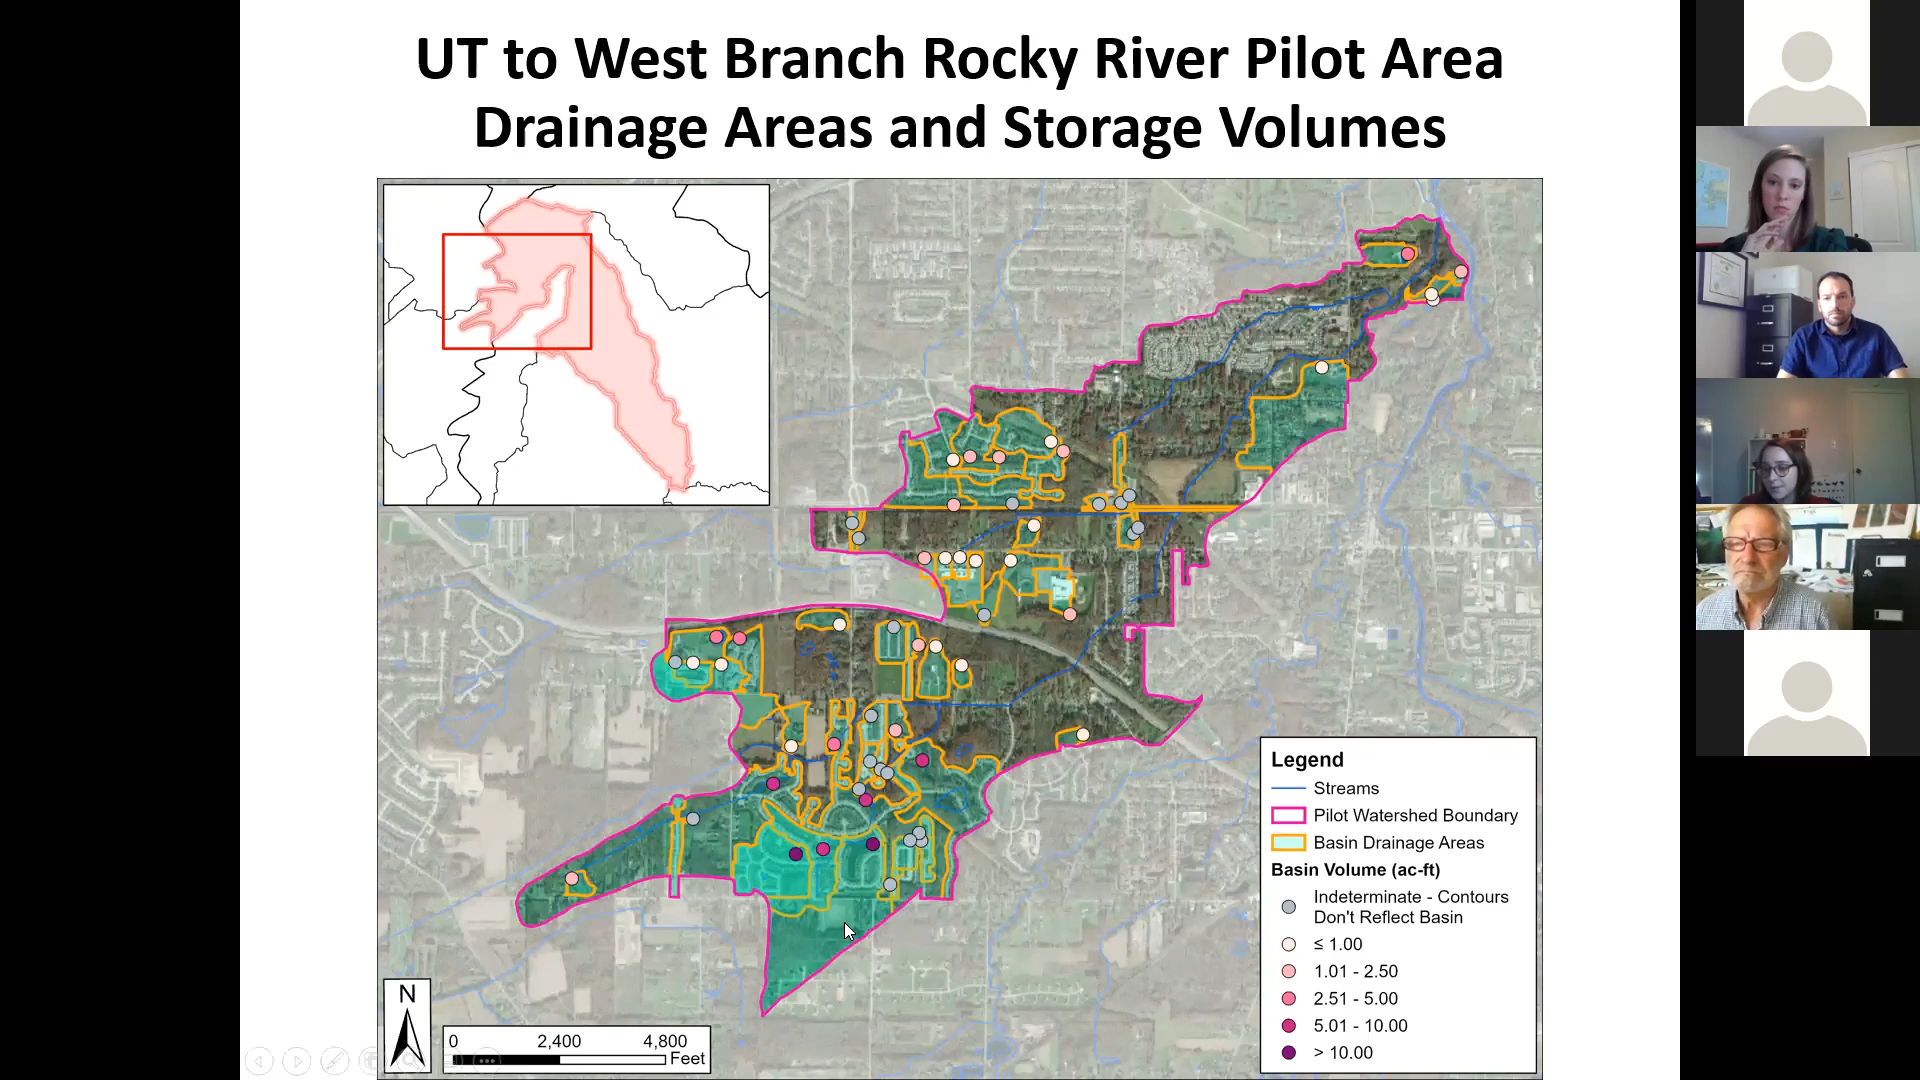 UT to West Branch Rocky River Pilot Area
Drainage Areas and Storage Volumes
Legend
Streams
Pilot Watershed Boundary
Basin Drainage Areas
Basin Volume (ac-ft)
Indeterminate - Contours
Don't Reflect Basin
≤ 1.00
1.01 - 2.50
2.51 - 5.00
5.01 - 10.00
> 10.00
N
0 2,400 4,800
Feet